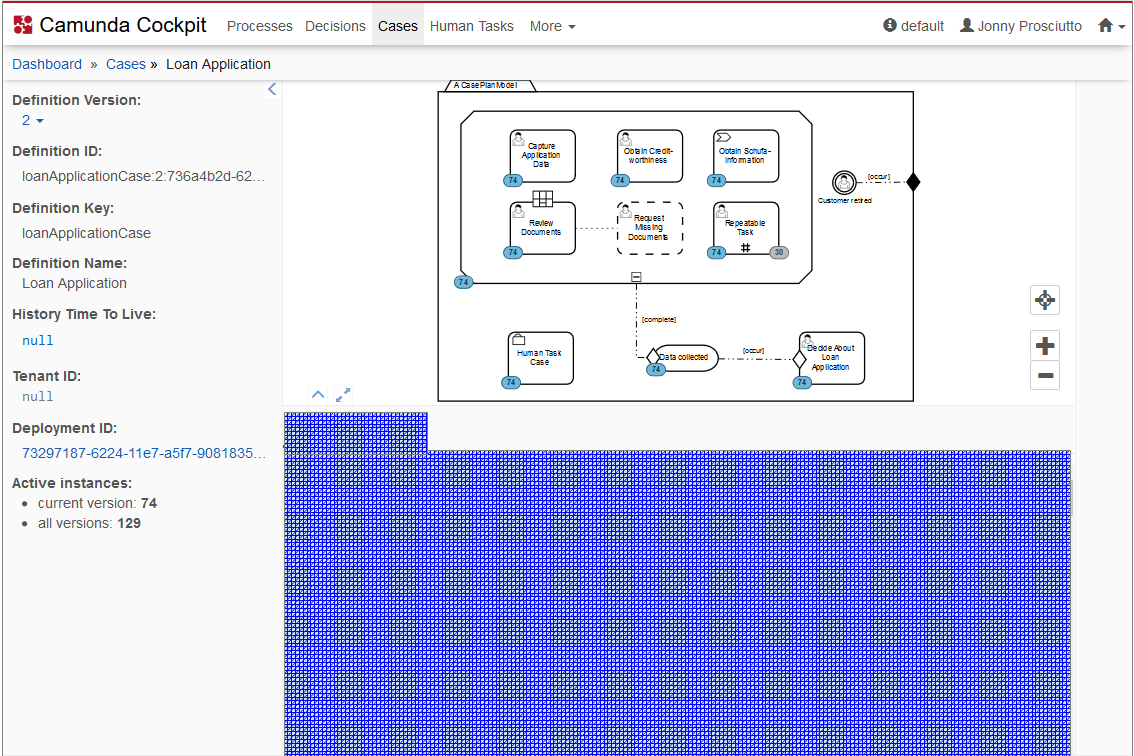 Camunda Cockpit Processes Decisions Cases Human Tasks More default Jonny Prosciutto
Dashboard » Cases » Loan Application
Definition Version:
2
Definition ID:
loanApplicationCase:2:736a4b2d-62...
Definition Key:
loanApplicationCase
Definition Name:
Loan Application
History Time To Live:
null
Tenant ID:
null
Deployment ID:
73297187-6224-11e7-a5f7-9081835...
Active instances:
current version: 74
all versions: 129
A CasePlanModel
Capture
Application
Data
74
Obtain Credit-
worthiness
74
Obtain Schufa-
Information
74
Review
Documents
74
Request
Missing
Documents
Repeatable
Task
74
30
74
[occur]
Customer retired
[complete]
Human Task
Case
74
Data collected
74
[occur]
Decide About
Loan
Application
74